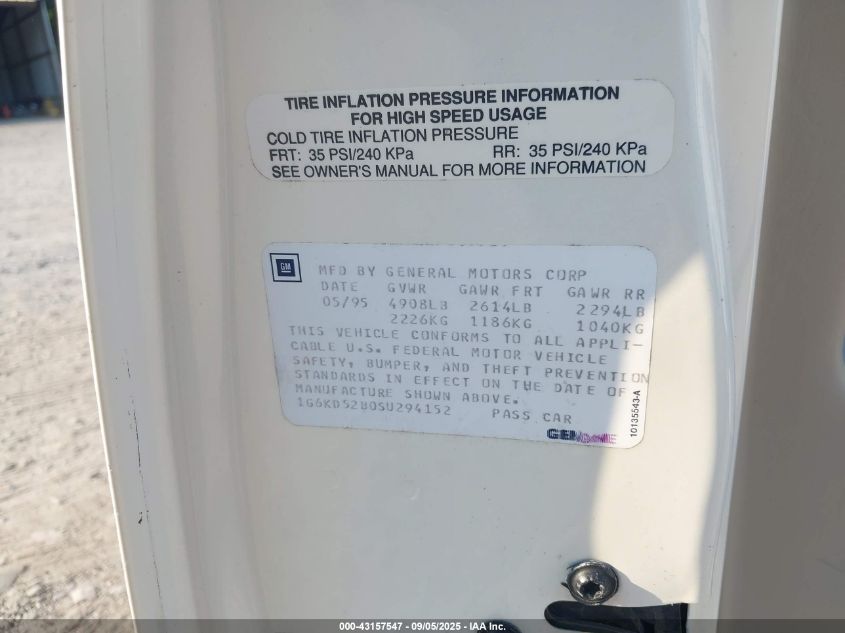 TIRE INFLATION PRESSURE INFORMATION
FOR HIGH SPEED USAGE
COLD TIRE INFLATION PRESSURE
FRT: 35 PSI/240 KPa RR: 35 PSI/240 KPa
SEE OWNER'S MANUAL FOR MORE INFORMATION
GM
MFD BY GENERAL MOTORS CORP
DATE GVWR GAWR FRT GAWR RR
05/95 4908LB 2614LB 2294LB
2226KG 1186KG 1040KG
THIS VEHICLE CONFORMS TO ALL APPLI-
CABLE U.S. FEDERAL MOTOR VEHICLE
SAFETY, BUMPER, AND THEFT PREVENTION
STANDARDS IN EFFECT ON THE DATE OF
MANUFACTURE SHOWN ABOVE.
1G6KD52B0SU294152 PASS CAR
10135543-A
000-43157547 - 09/05/2025 - IAA Inc.